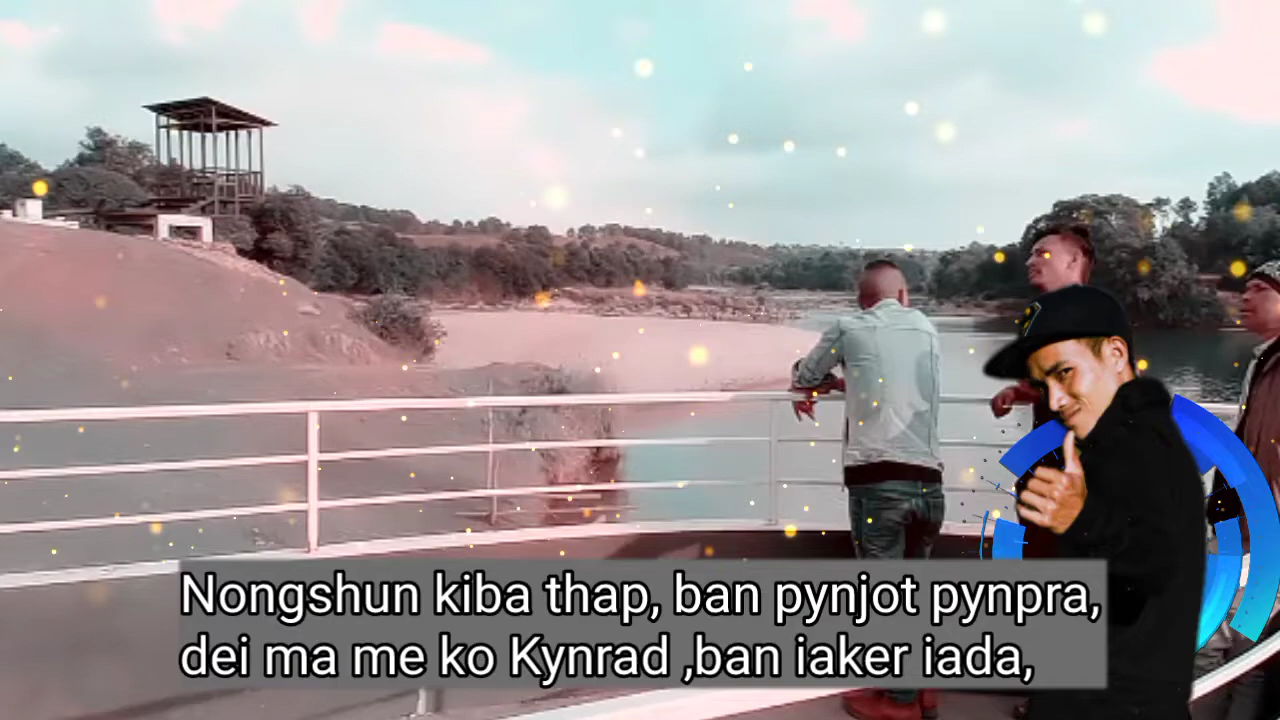 Nongshun kiba thap, ban pynjot pynpra,
dei ma me ko Kynrad ,ban iaker iada,